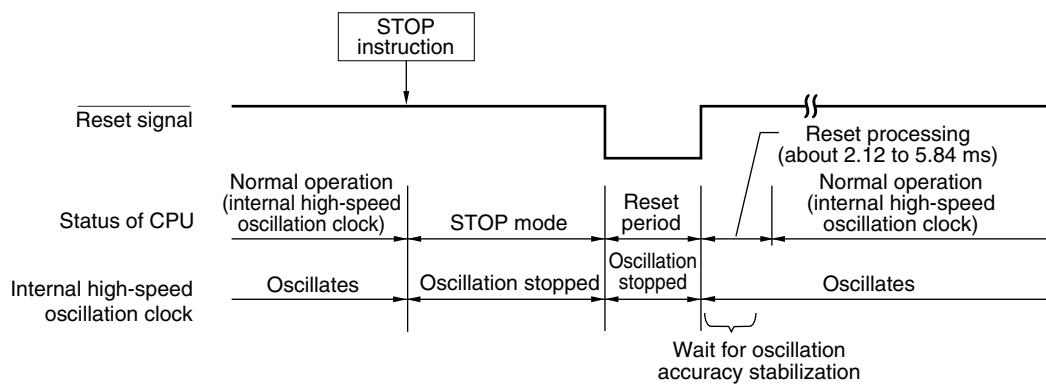 STOP
instruction
Reset signal
Reset processing
(about 2.12 to 5.84 ms)
Status of CPU
Normal operation
(internal high-speed
oscillation clock)
STOP mode
Reset
period
Normal operation
(internal high-speed
oscillation clock)
Internal high-speed
oscillation clock
Oscillates
Oscillation stopped
Oscillation
stopped
Oscillates
Wait for oscillation
accuracy stabilization